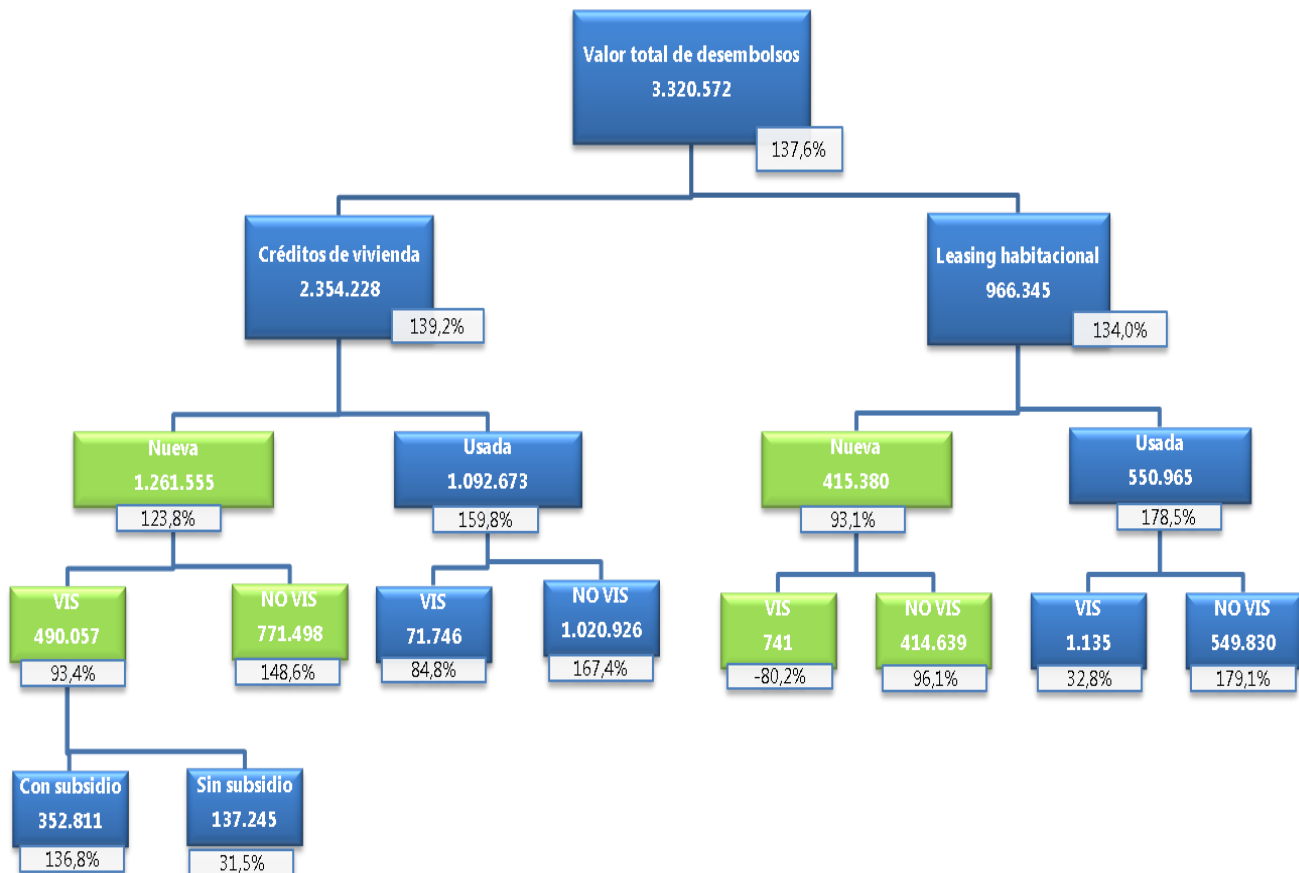 Valor total de desembolsos
3.320.572
137,6%
Créditos de vivienda
2.354.228
139,2%
Leasing habitacional
966.345
134,0%
Nueva
1.261.555
123,8%
Usada
1.092.673
159,8%
Nueva
415.380
93,1%
Usada
550.965
178,5%
VIS
490.057
93,4%
NO VIS
771.498
148,6%
VIS
71.746
84,8%
NO VIS
1.020.926
167,4%
VIS
741
-80,2%
NO VIS
414.639
96,1%
VIS
1.135
32,8%
NO VIS
549.830
179,1%
Con subsidio
352.811
136,8%
Sin subsidio
137.245
31,5%